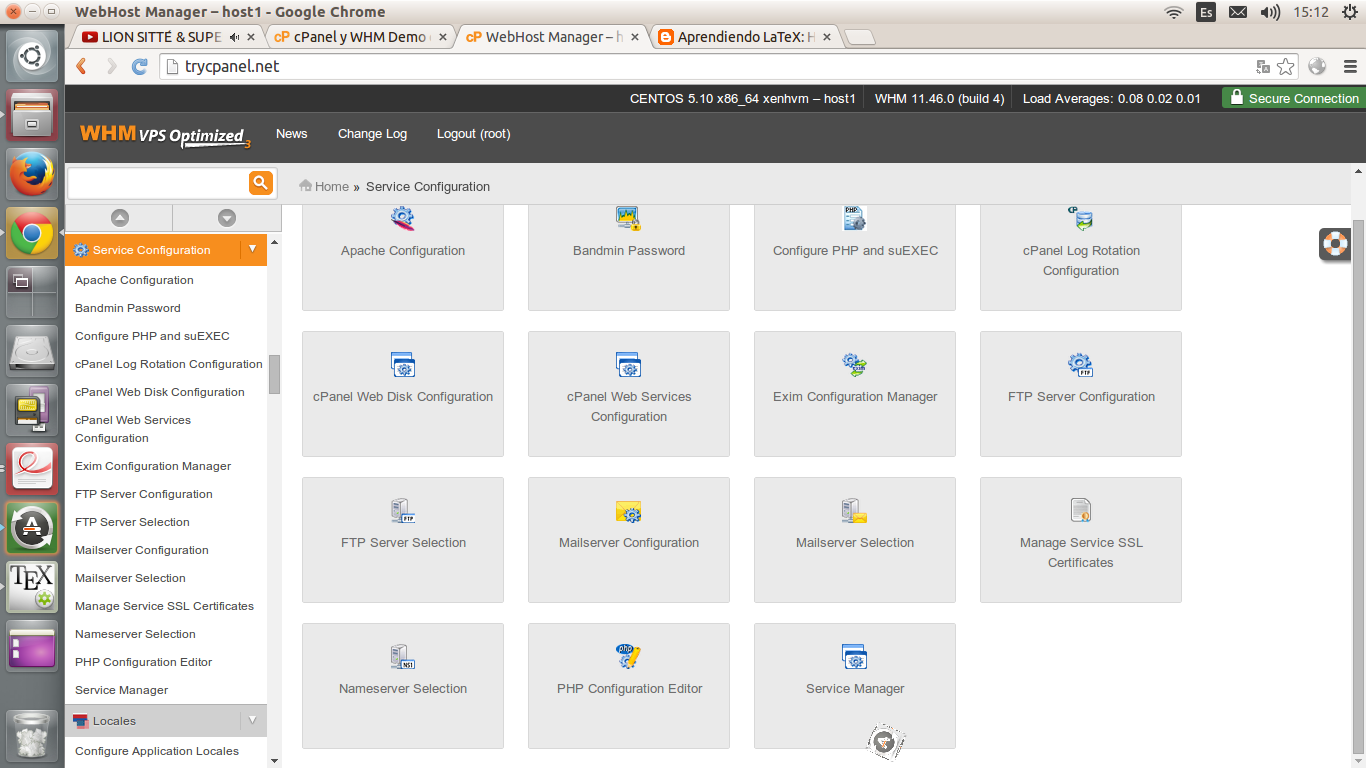 WebHost Manager – host1 - Google Chrome
Es
15:12
LION SITTÉ & SUPE
cPanel y WHM Demo
WebHost Manager – h
Aprendiendo LaTeX: H
trycpanel.net
CENTOS 5.10 x86_64 xenhvm – host1
WHM 11.46.0 (build 4)
Load Averages: 0.08 0.02 0.01
Secure Connection
WHM VPS Optimized 3
News
Change Log
Logout (root)
Home » Service Configuration
Service Configuration
Apache Configuration
Bandmin Password
Configure PHP and suEXEC
cPanel Log Rotation Configuration
cPanel Web Disk Configuration
cPanel Web Services
Configuration
Exim Configuration Manager
FTP Server Configuration
FTP Server Selection
Mailserver Configuration
Mailserver Selection
Manage Service SSL Certificates
Nameserver Selection
PHP Configuration Editor
Service Manager
Locales
Configure Application Locales
Apache Configuration
Bandmin Password
Configure PHP and suEXEC
cPanel Log Rotation
Configuration
cPanel Web Disk Configuration
cPanel Web Services
Configuration
Exim Configuration Manager
FTP Server Configuration
FTP Server Selection
Mailserver Configuration
Mailserver Selection
Manage Service SSL
Certificates
Nameserver Selection
PHP Configuration Editor
Service Manager